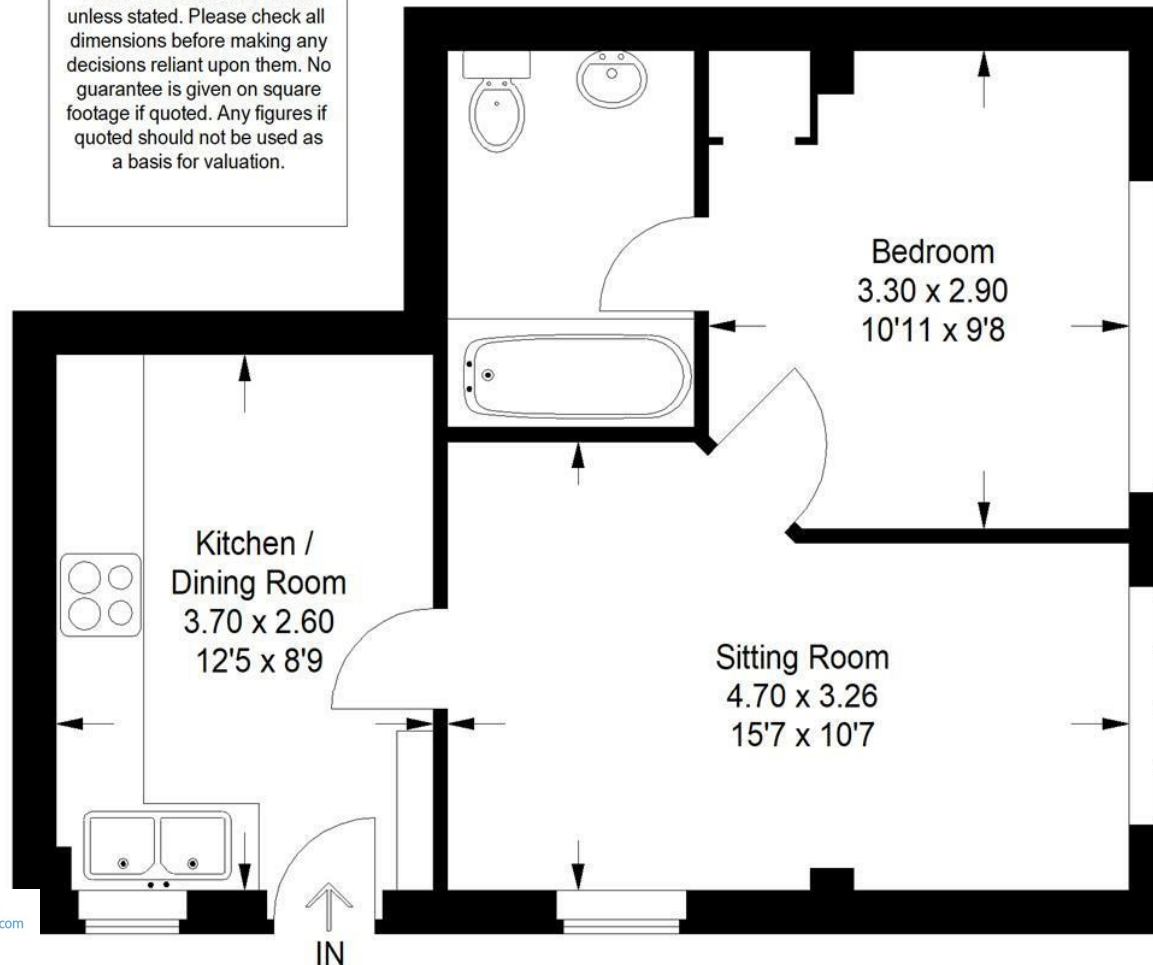 unless stated. Please check all
dimensions before making any
decisions reliant upon them. No
guarantee is given on square
footage if quoted. Any figures if
quoted should not be used as
a basis for valuation.
Bedroom
3.30 x 2.90
10'11 x 9'8
Kitchen /
Dining Room
3.70 x 2.60
12'5 x 8'9
Sitting Room
4.70 x 3.26
15'7 x 10'7
IN
com